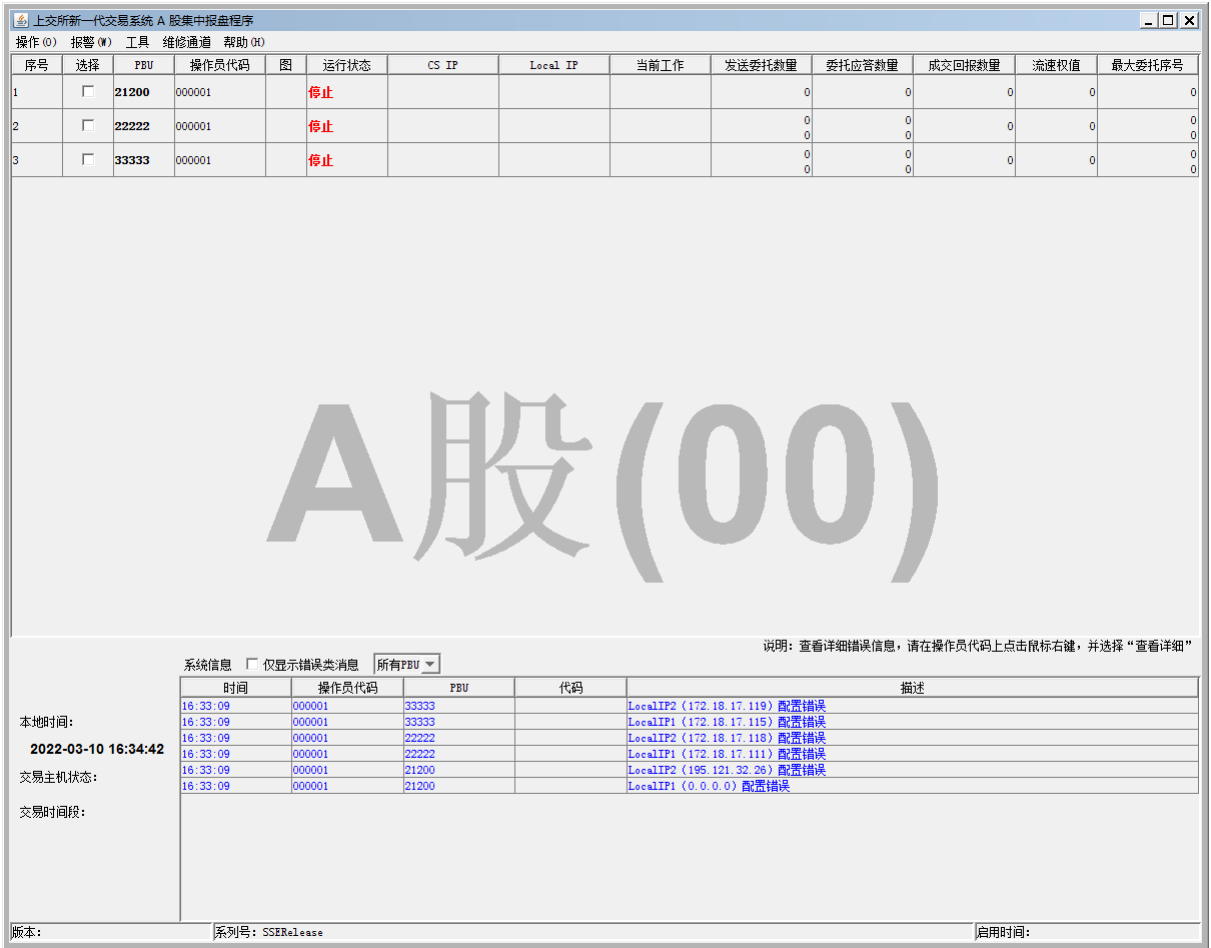 上交所新一代交易系统 A 股集中报盘程序
操作(O) 报警(W) 工具 维修通道 帮助(H)
序号 选择 PBU 操作员代码 图 运行状态 CS IP Local IP 当前工作 发送委托数量 委托应答数量 成交回报数量 流速权值 最大委托序号
1 21200 000001 停止 0 0 0 0 0
2 22222 000001 停止 0 0 0 0 0
0 0 0
3 33333 000001 停止 0 0 0 0 0
0 0 0
A股(00)
说明: 查看详细错误信息，请在操作员代码上点击鼠标右键，并选择“查看详细”
系统信息 仅显示错误类消息 所有PBU
时间 操作员代码 PBU 代码 描述
16:33:09 000001 33333 LocalIP2（172.18.17.119）配置错误
16:33:09 000001 33333 LocalIP1（172.18.17.115）配置错误
16:33:09 000001 22222 LocalIP2（172.18.17.118）配置错误
16:33:09 000001 22222 LocalIP1（172.18.17.111）配置错误
16:33:09 000001 21200 LocalIP2（195.121.32.26）配置错误
16:33:09 000001 21200 LocalIP1（0.0.0.0）配置错误
本地时间:
2022-03-10 16:34:42
交易主机状态:
交易时间段:
版本: 系列号: SSERelease 启用时间: